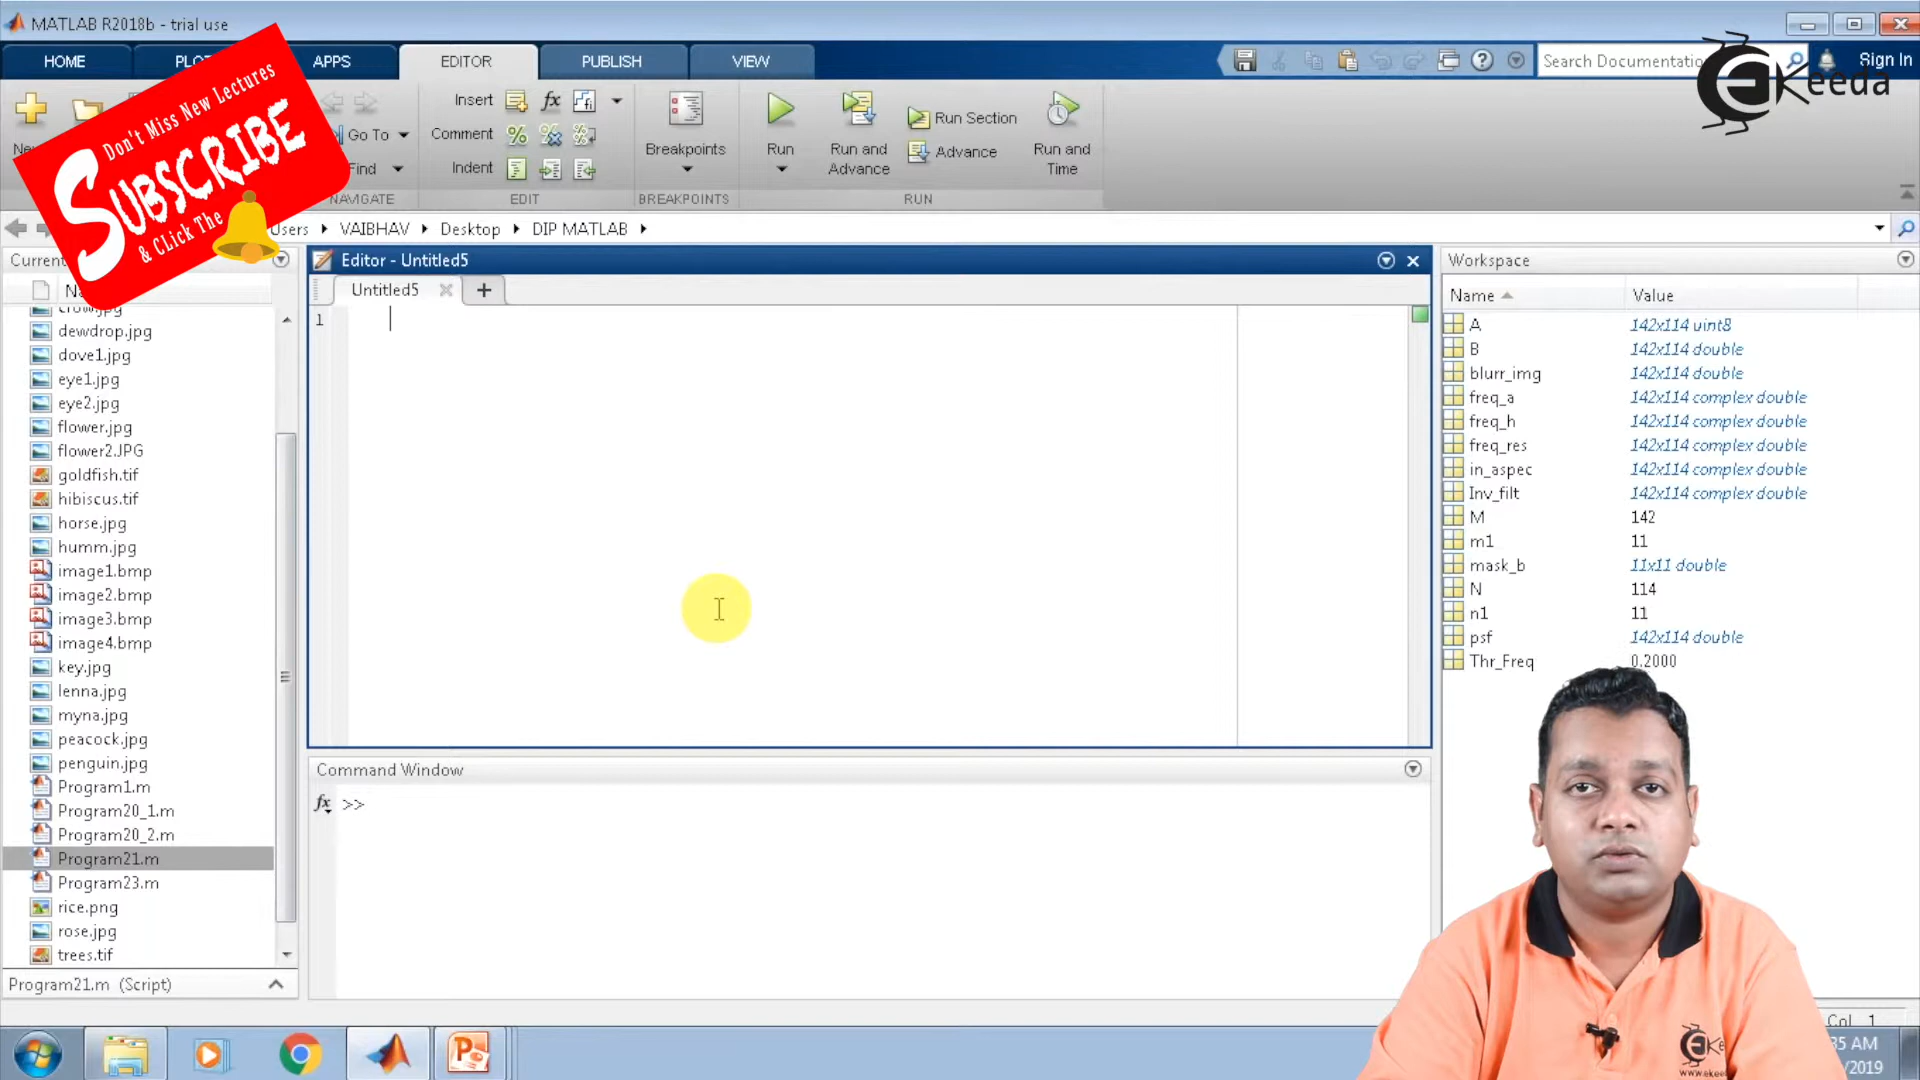 MATLAB R2018b - trial use
HOME
APPS
EDITOR
PUBLISH
VIEW
Search Documentatio
Sign In
eKeeda
Don't Miss New Lectures
SUBSCRIBE
& Click The
Go To
Find
NAVIGATE
Insert
Comment
Indent
EDIT
Breakpoints
BREAKPOINTS
Run
Run and Advance
Run Section
Advance
Run and Time
RUN
VAIBHAV
Desktop
DIP MATLAB
Editor - Untitled5
Untitled5
1
dewdrop.jpg
dove1.jpg
eye1.jpg
eye2.jpg
flower.jpg
flower2.JPG
goldfish.tif
hibiscus.tif
horse.jpg
humm.jpg
image1.bmp
image2.bmp
image3.bmp
image4.bmp
key.jpg
lenna.jpg
myna.jpg
peacock.jpg
penguin.jpg
Program1.m
Program20_1.m
Program20_2.m
Program21.m
Program23.m
rice.png
rose.jpg
trees.tif
Program21.m (Script)
Command Window
fx >>
Workspace
Name Value
A 142x114 uint8
B 142x114 double
blurr_img 142x114 double
freq_a 142x114 complex double
freq_h 142x114 complex double
freq_res 142x114 complex double
in_aspec 142x114 complex double
Inv_filt 142x114 complex double
M 142
m1 11
mask_b 11x11 double
N 114
n1 11
psf 142x114 double
Thr_Freq 0.2000
Col 1
35 AM
/2019